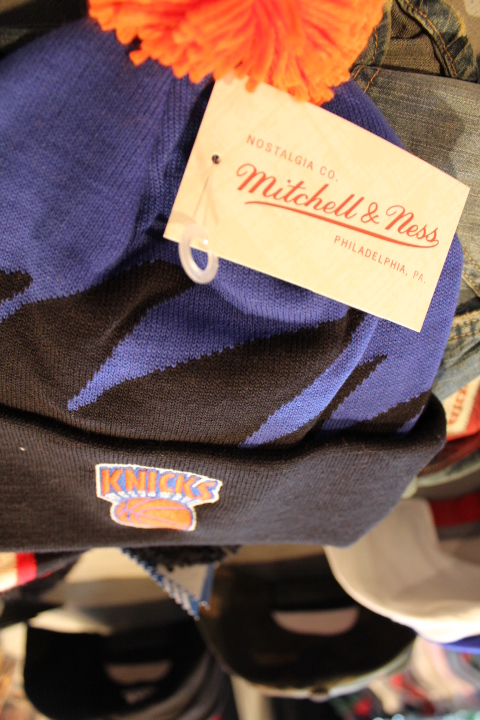 NOSTALGIA CO.
Mitchell & Ness
PHILADELPHIA, PA.
KNICKS